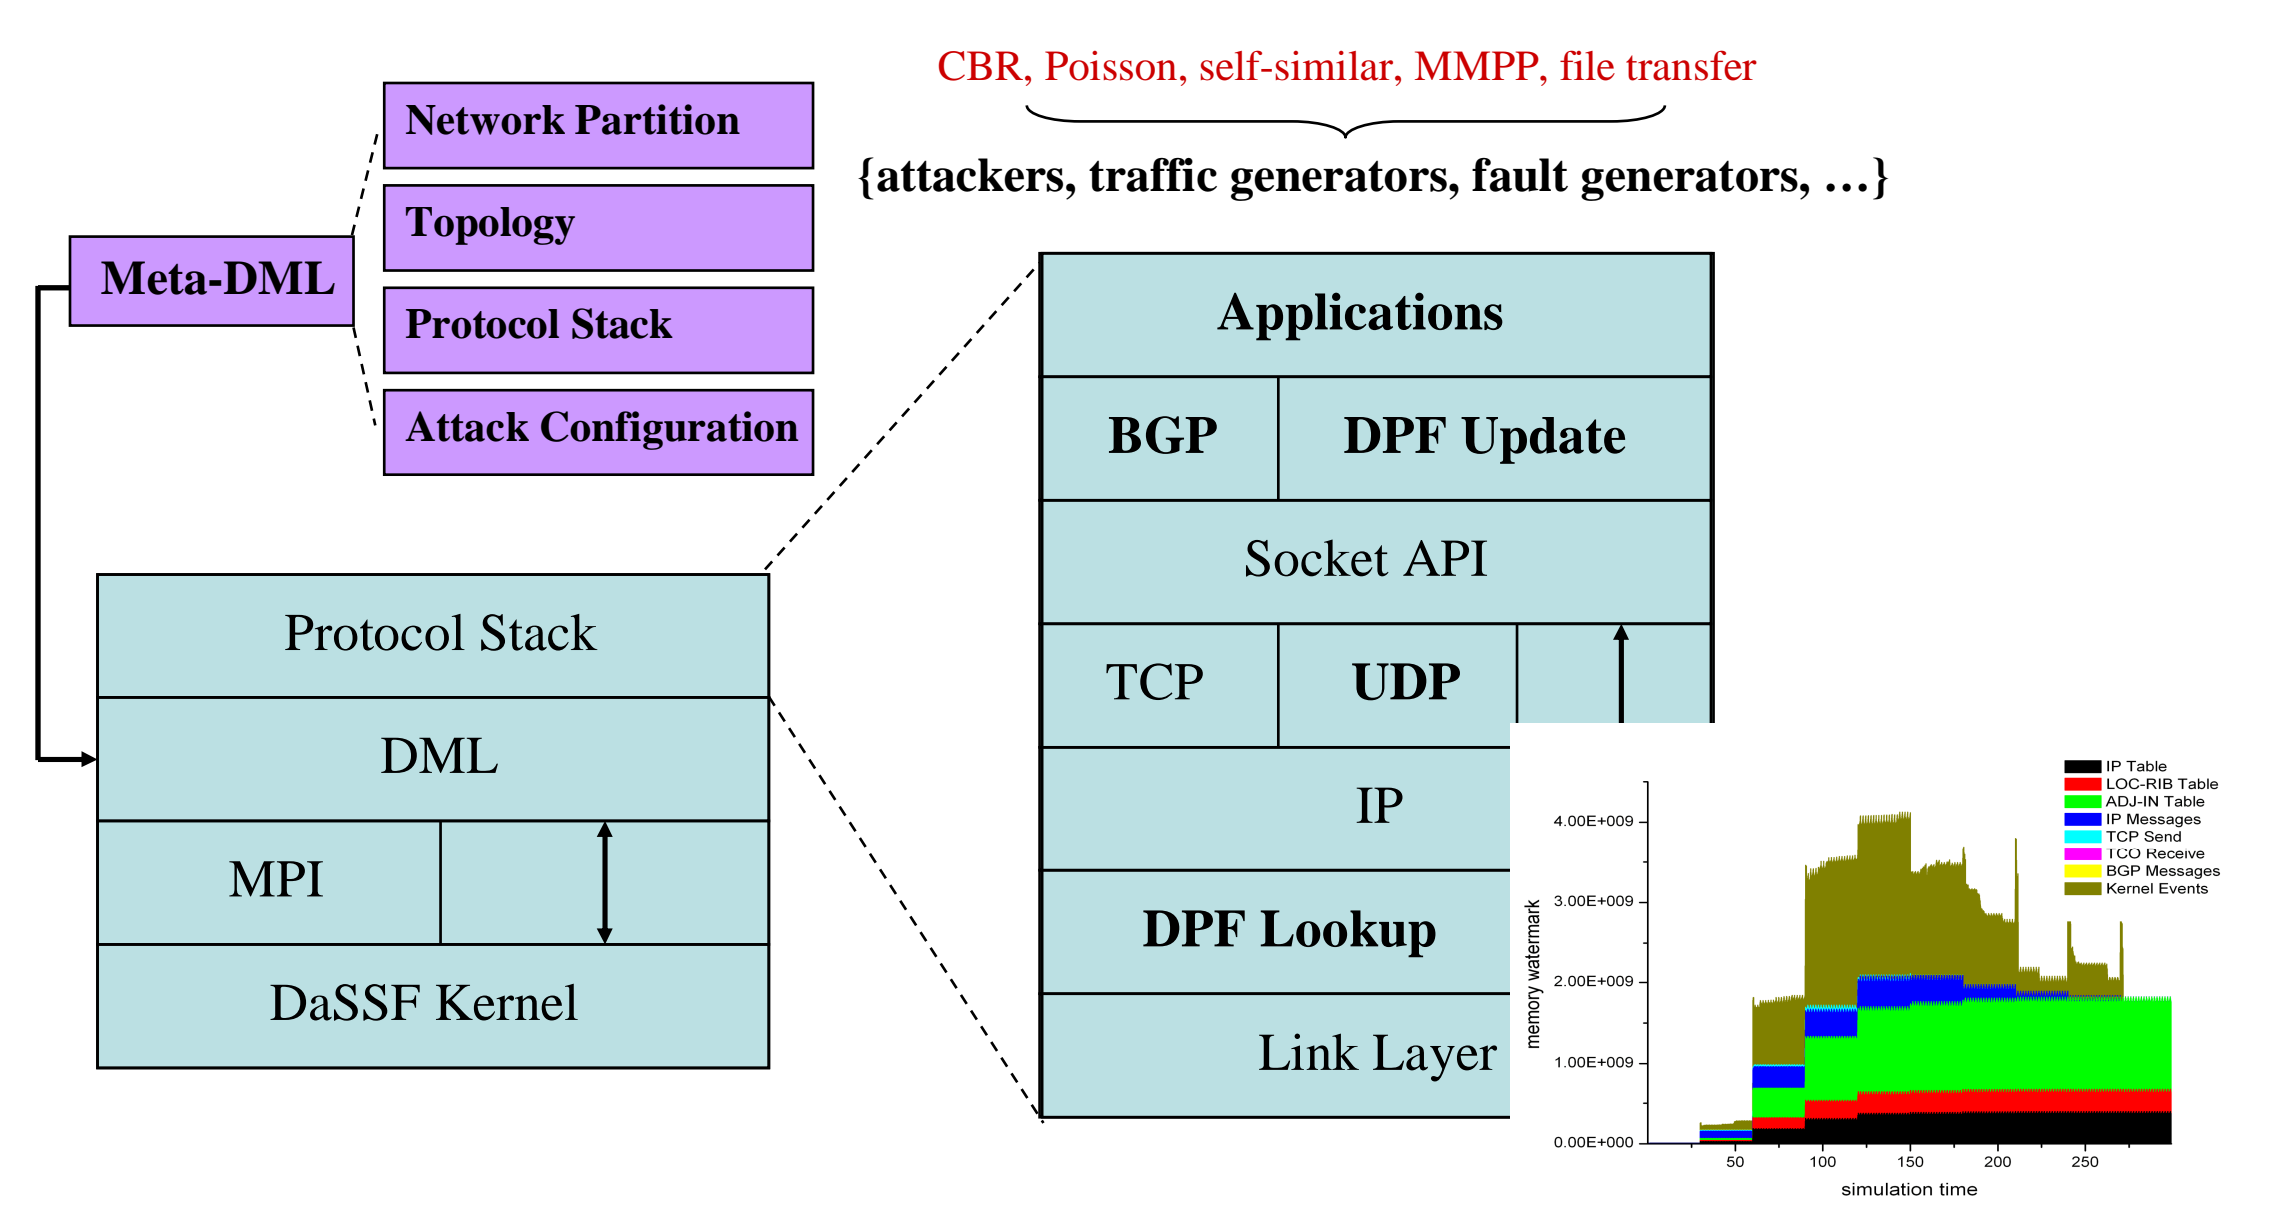 CBR, Poisson, self-similar, MMPP, file transfer
{attackers, traffic generators, fault generators, …}
Network Partition
Topology
Meta-DML
Protocol Stack
Attack Configuration
Applications
BGP
DPF Update
Socket API
TCP
UDP
IP
DPF Lookup
Link Layer
Protocol Stack
DML
MPI
DaSSF Kernel
IP Table
LOC-RIB Table
ADJ-IN Table
IP Messages
TCP Send
TCO Receive
BGP Messages
Kernel Events
memory watermark
4.00E+009
3.00E+009
2.00E+009
1.00E+009
0.00E+000
50 100 150 200 250
simulation time